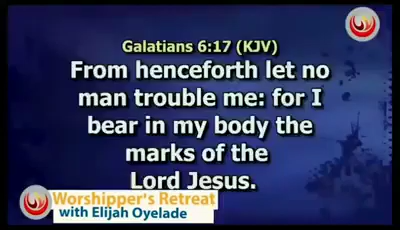 Galatians 6:17 (KJV)
From henceforth let no
man trouble me: for I
bear in my body the
marks of the
Lord Jesus.
Worshipper's Retreat
with Elijah Oyelade